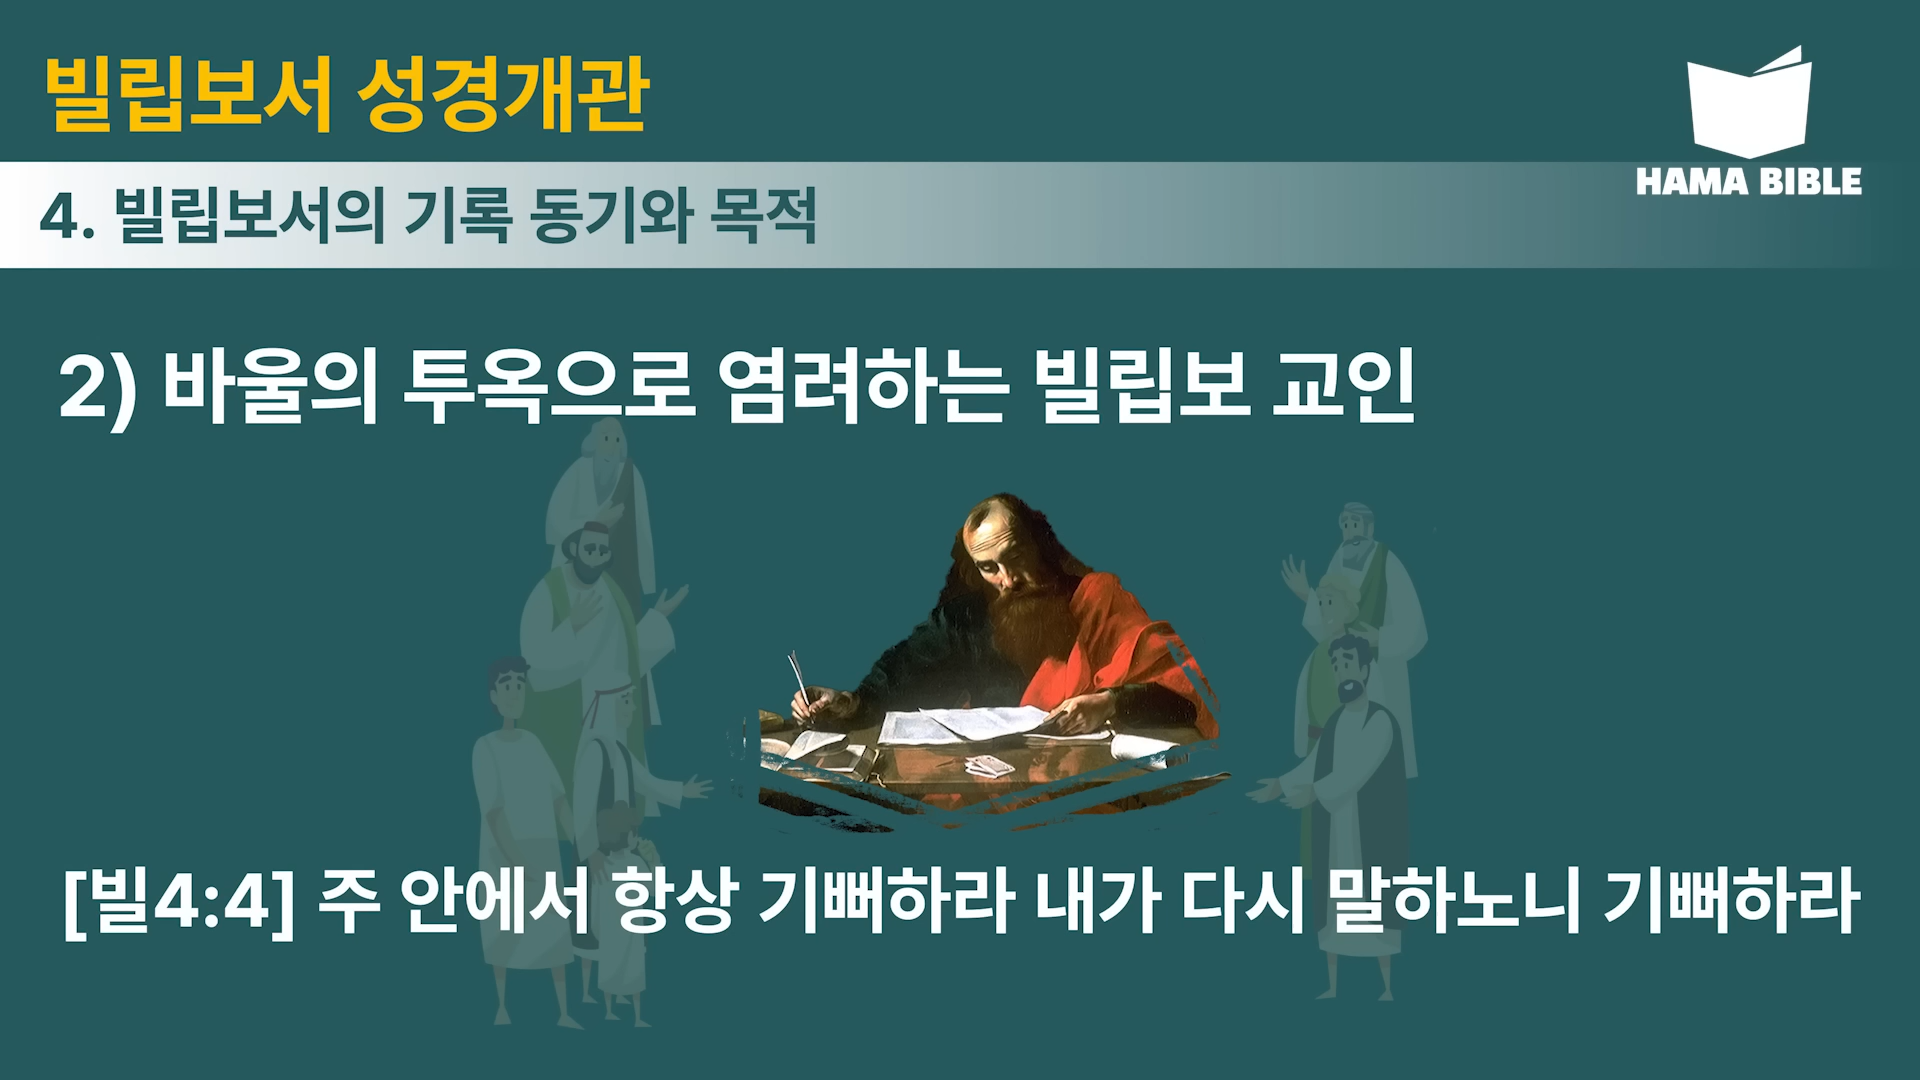 빌립보서 성경개관
HAMA BIBLE
4. 빌립보서의 기록 동기와 목적
2) 바울의 투옥으로 염려하는 빌립보 교인
[빌4:4] 주 안에서 항상 기뻐하라 내가 다시 말하노니 기뻐하라